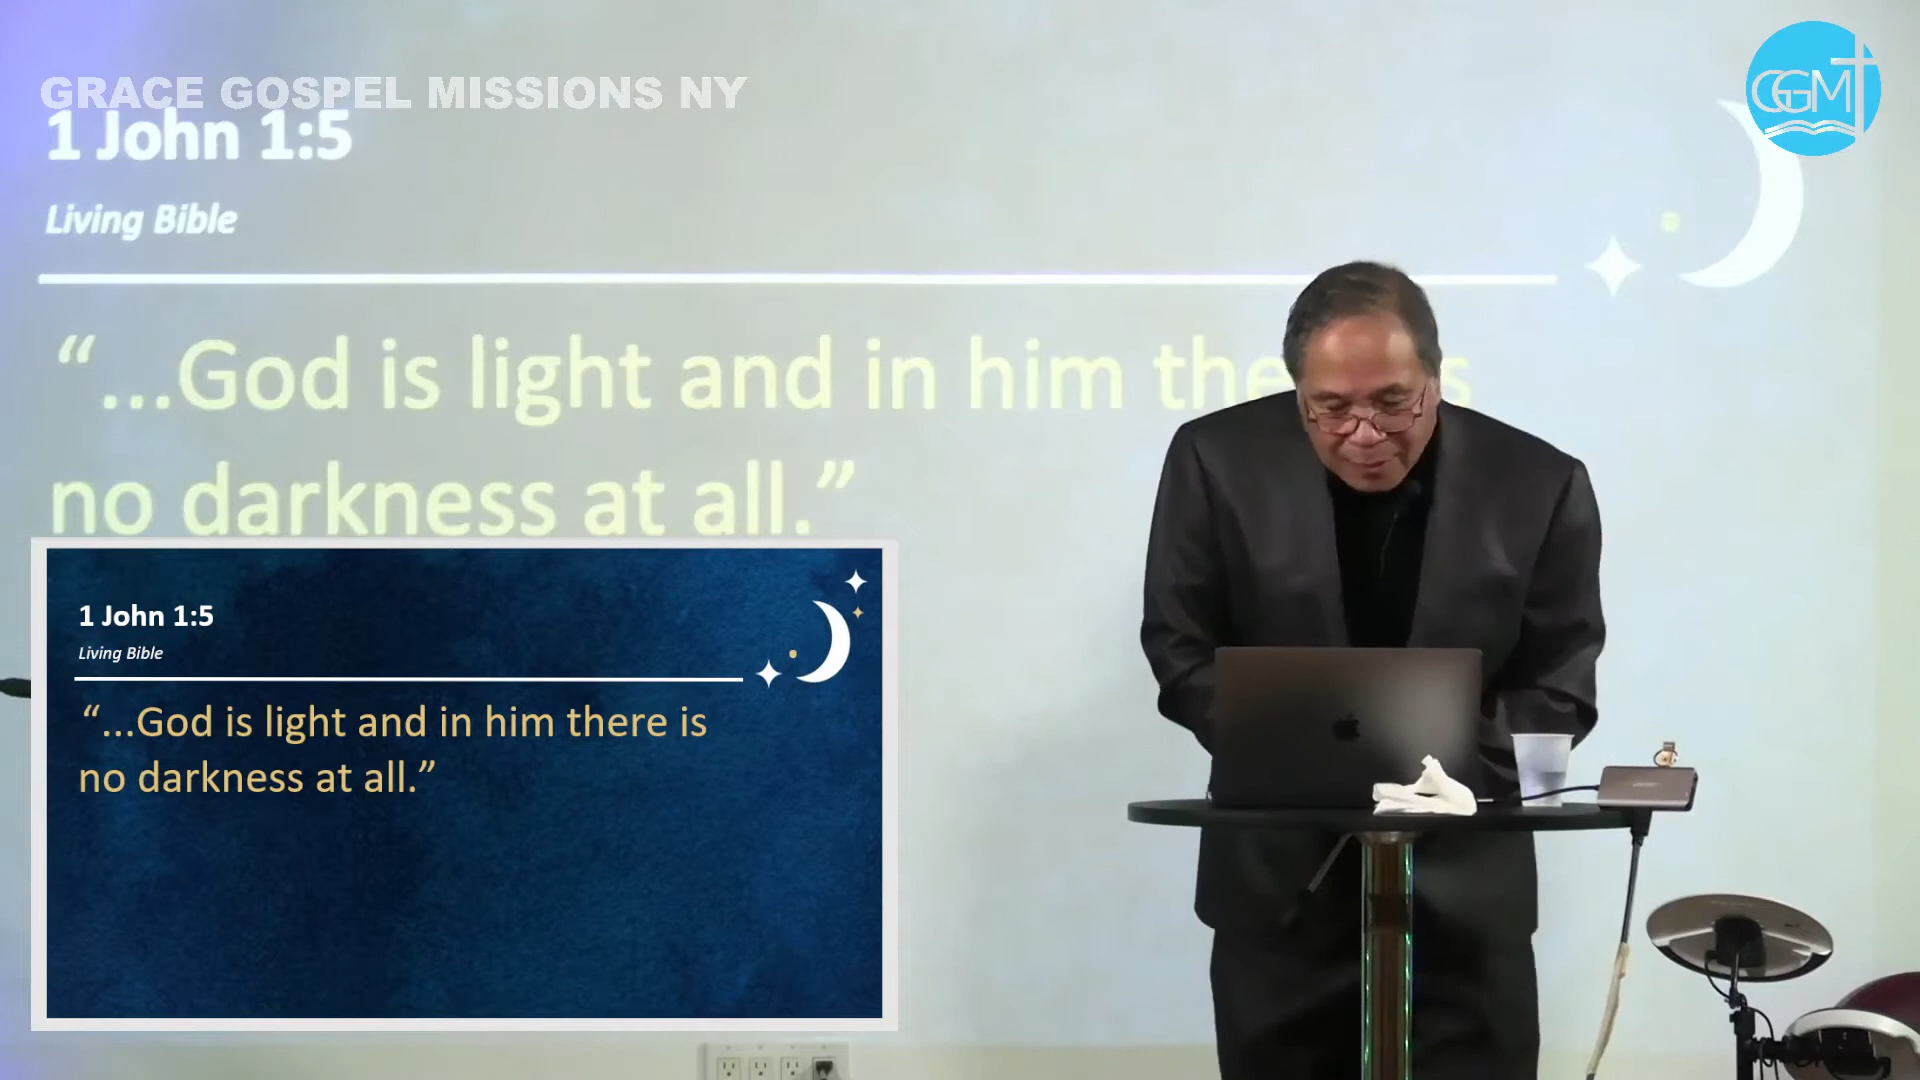 GRACE GOSPEL MISSIONS NY
GGM
1 John 1:5
Living Bible
“...God is light and in him the s
no darkness at all.”
1 John 1:5
Living Bible
“...God is light and in him there is
no darkness at all.”